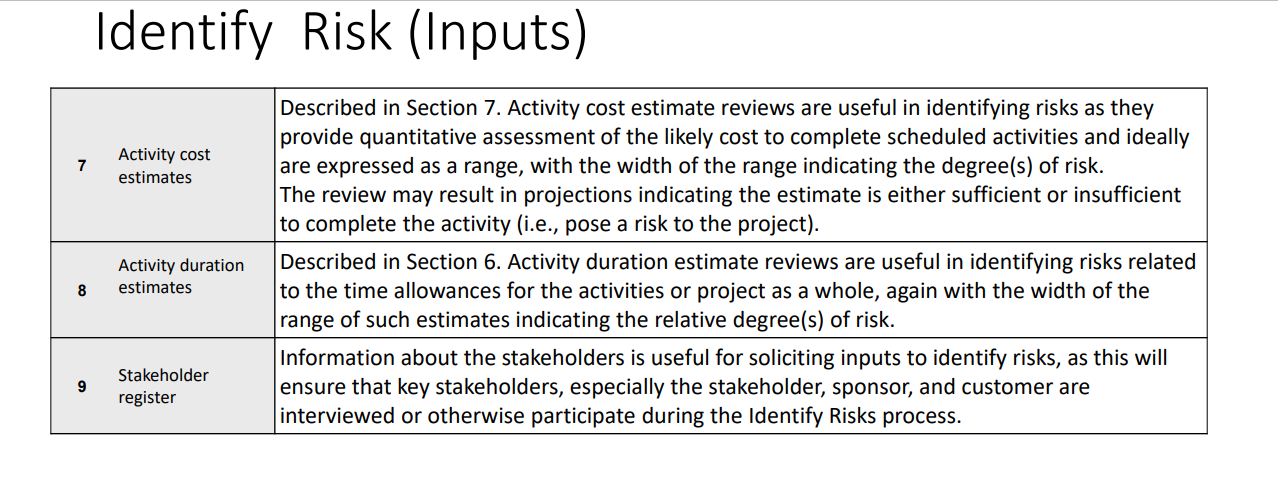 Identify Risk (Inputs)
7
Activity cost
estimates
Described in Section 7. Activity cost estimate reviews are useful in identifying risks as they
provide quantitative assessment of the likely cost to complete scheduled activities and ideally
are expressed as a range, with the width of the range indicating the degree(s) of risk.
The review may result in projections indicating the estimate is either sufficient or insufficient
to complete the activity (i.e., pose a risk to the project).
8
Activity duration
estimates
Described in Section 6. Activity duration estimate reviews are useful in identifying risks related
to the time allowances for the activities or project as a whole, again with the width of the
range of such estimates indicating the relative degree(s) of risk.
9
Stakeholder
register
Information about the stakeholders is useful for soliciting inputs to identify risks, as this will
ensure that key stakeholders, especially the stakeholder, sponsor, and customer are
interviewed or otherwise participate during the Identify Risks process.